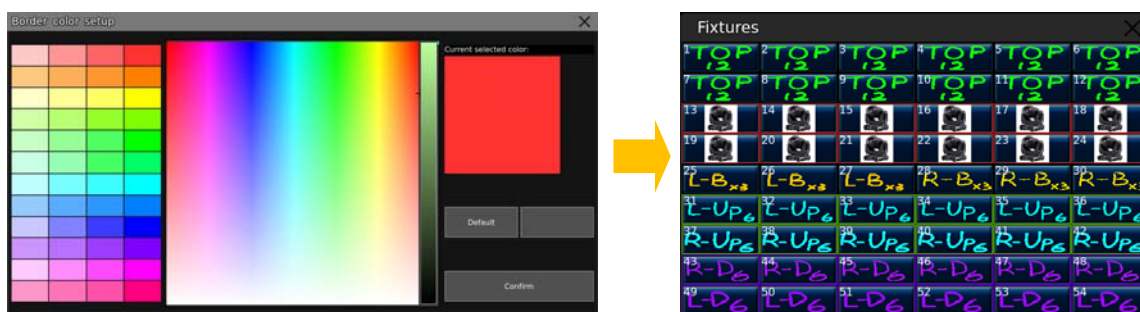 Border color setup
Current selected color:
Default
Confirm
Fixtures
1 TOP 12 2 TOP 12 3 TOP 12 4 TOP 12 5 TOP 12 6 TOP 12
7 TOP 12 8 TOP 12 9 TOP 12 10 TOP 12 11 TOP 12 12 TOP 12
13 14 15 16 17 18
19 20 21 22 23 24
25 L-Bx3 26 L-Bx3 27 L-Bx3 28 R-Bx3 29 R-Bx3 30 R-Bx3
31 L-UP6 32 L-UP6 33 L-UP6 34 L-UP6 35 L-UP6 36 L-UP6
37 R-UP6 38 R-UP6 39 R-UP6 40 R-UP6 41 R-UP6 42 R-UP6
43 R-D6 44 R-D6 45 R-D6 46 R-D6 47 R-D6 48 R-D6
49 L-D6 50 L-D6 51 L-D6 52 L-D6 53 L-D6 54 L-D6